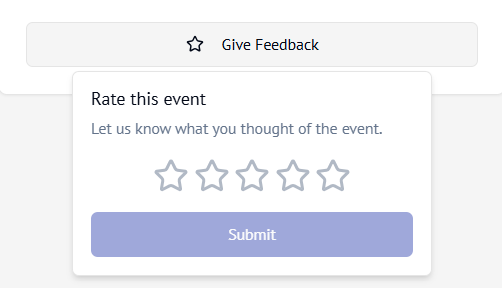 Give Feedback
Rate this event
Let us know what you thought of the event.
Submit